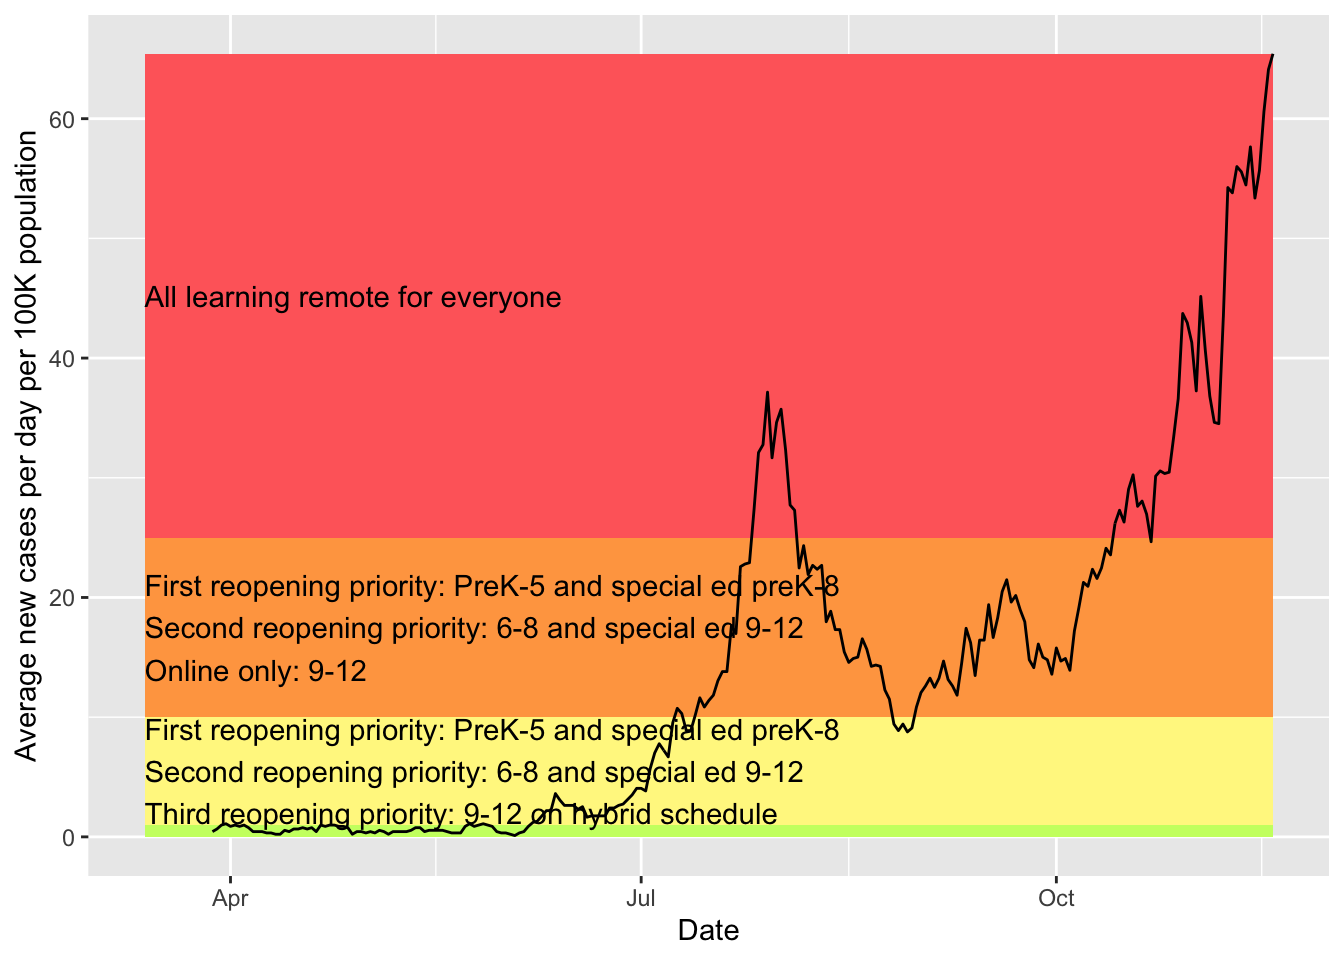 60
All learning remote for everyone
40
First reopening priority: PreK-5 and special ed preK-8
20
Second reopening priority: 6-8 and special ed 9-12
Online only: 9-12
First reopening priority: PreK-5 and special ed preK-8
Second reopening priority: 6-8 and special ed 9-12
Third reopening priority: 9-12 on hybrid schedule
0
Apr
Jul
Oct
Date
Average new cases per day per 100K population